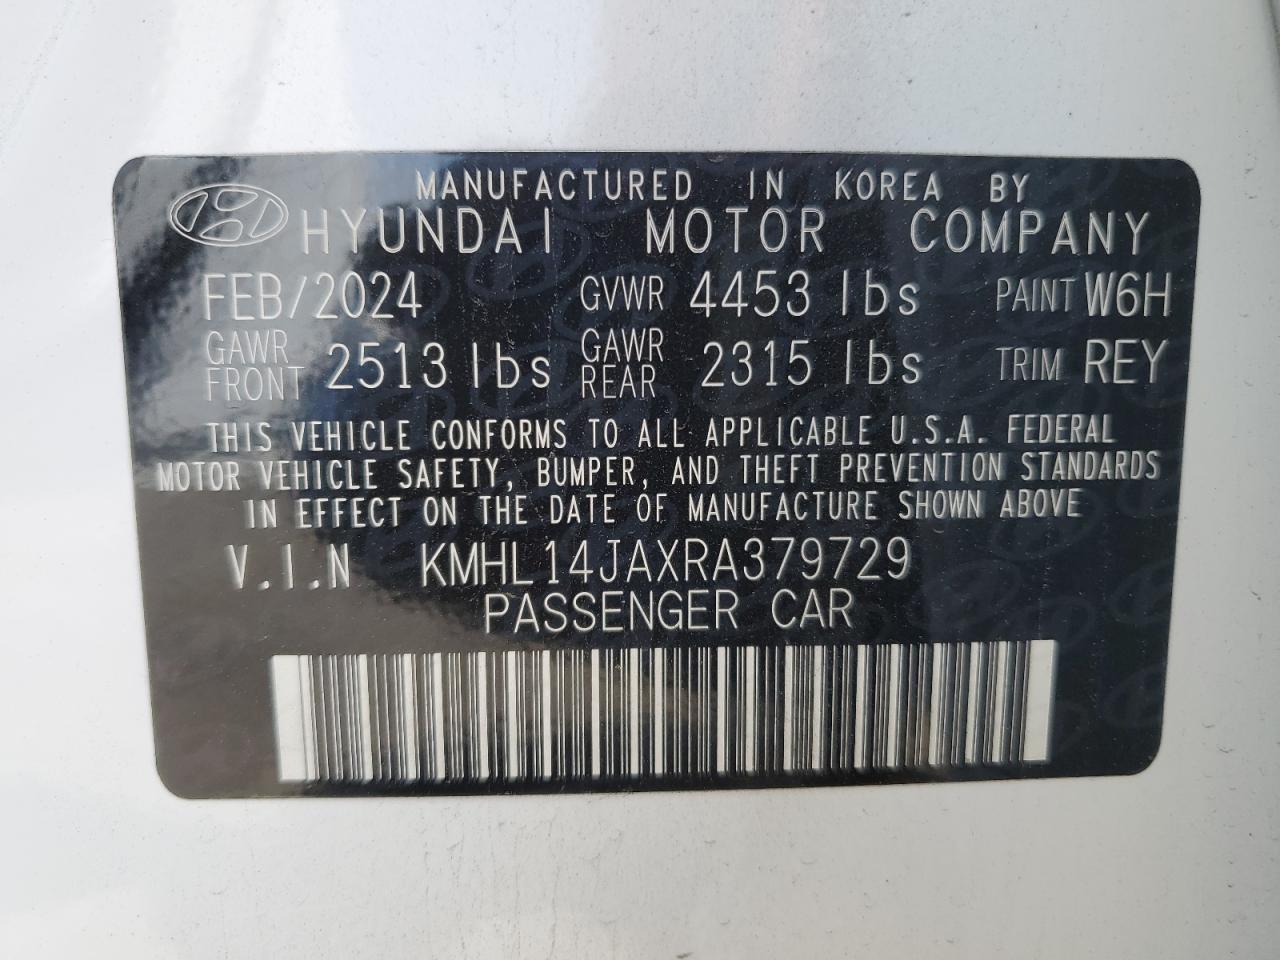 MANUFACTURED IN KOREA BY
HYUNDAI MOTOR COMPANY
FEB/2024 GVWR 4453 lbs PAINT W6H
GAWR FRONT 2513 lbs GAWR REAR 2315 lbs TRIM REY
THIS VEHICLE CONFORMS TO ALL APPLICABLE U.S.A. FEDERAL
MOTOR VEHICLE SAFETY, BUMPER, AND THEFT PREVENTION STANDARDS
IN EFFECT ON THE DATE OF MANUFACTURE SHOWN ABOVE
V.I.N KMHL14JAXRA379729
PASSENGER CAR